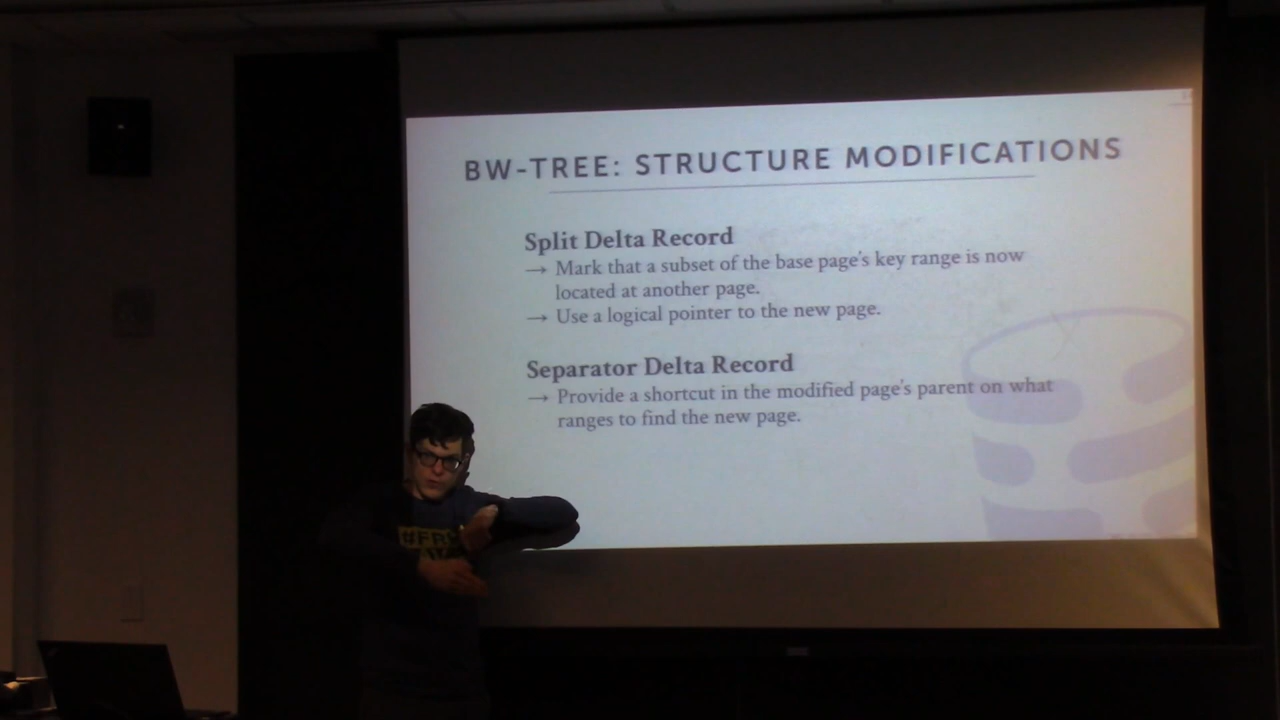 BW-TREE: STRUCTURE MODIFICATIONS
Split Delta Record
→ Mark that a subset of the base page's key range is now
located at another page.
→ Use a logical pointer to the new page.
Separator Delta Record
→ Provide a shortcut in the modified page's parent on what
ranges to find the new page.